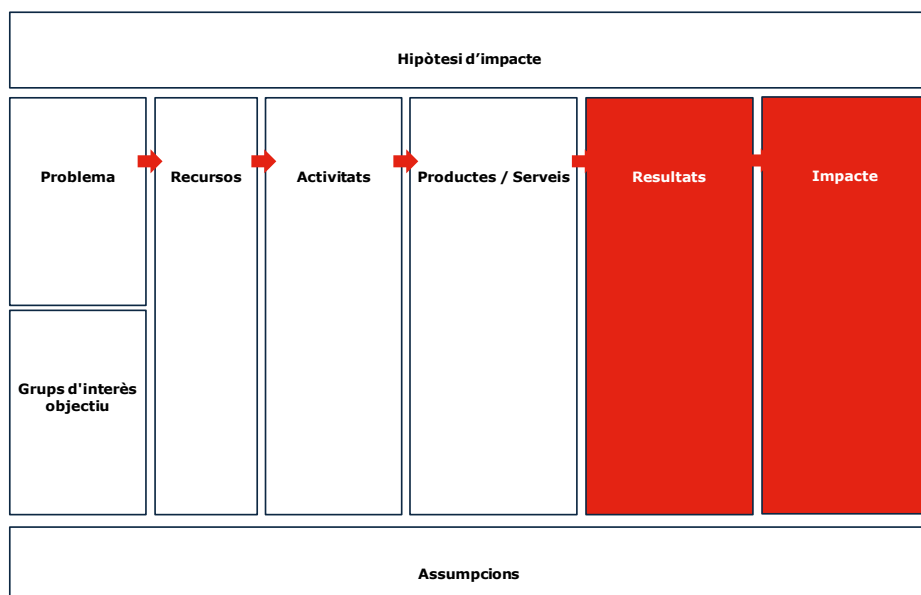 Hipòtesi d'impacte
Problema
Recursos
Activitats
Productes / Serveis
Resultats
Impacte
Grups d'interès
objectiu
Assumpcions